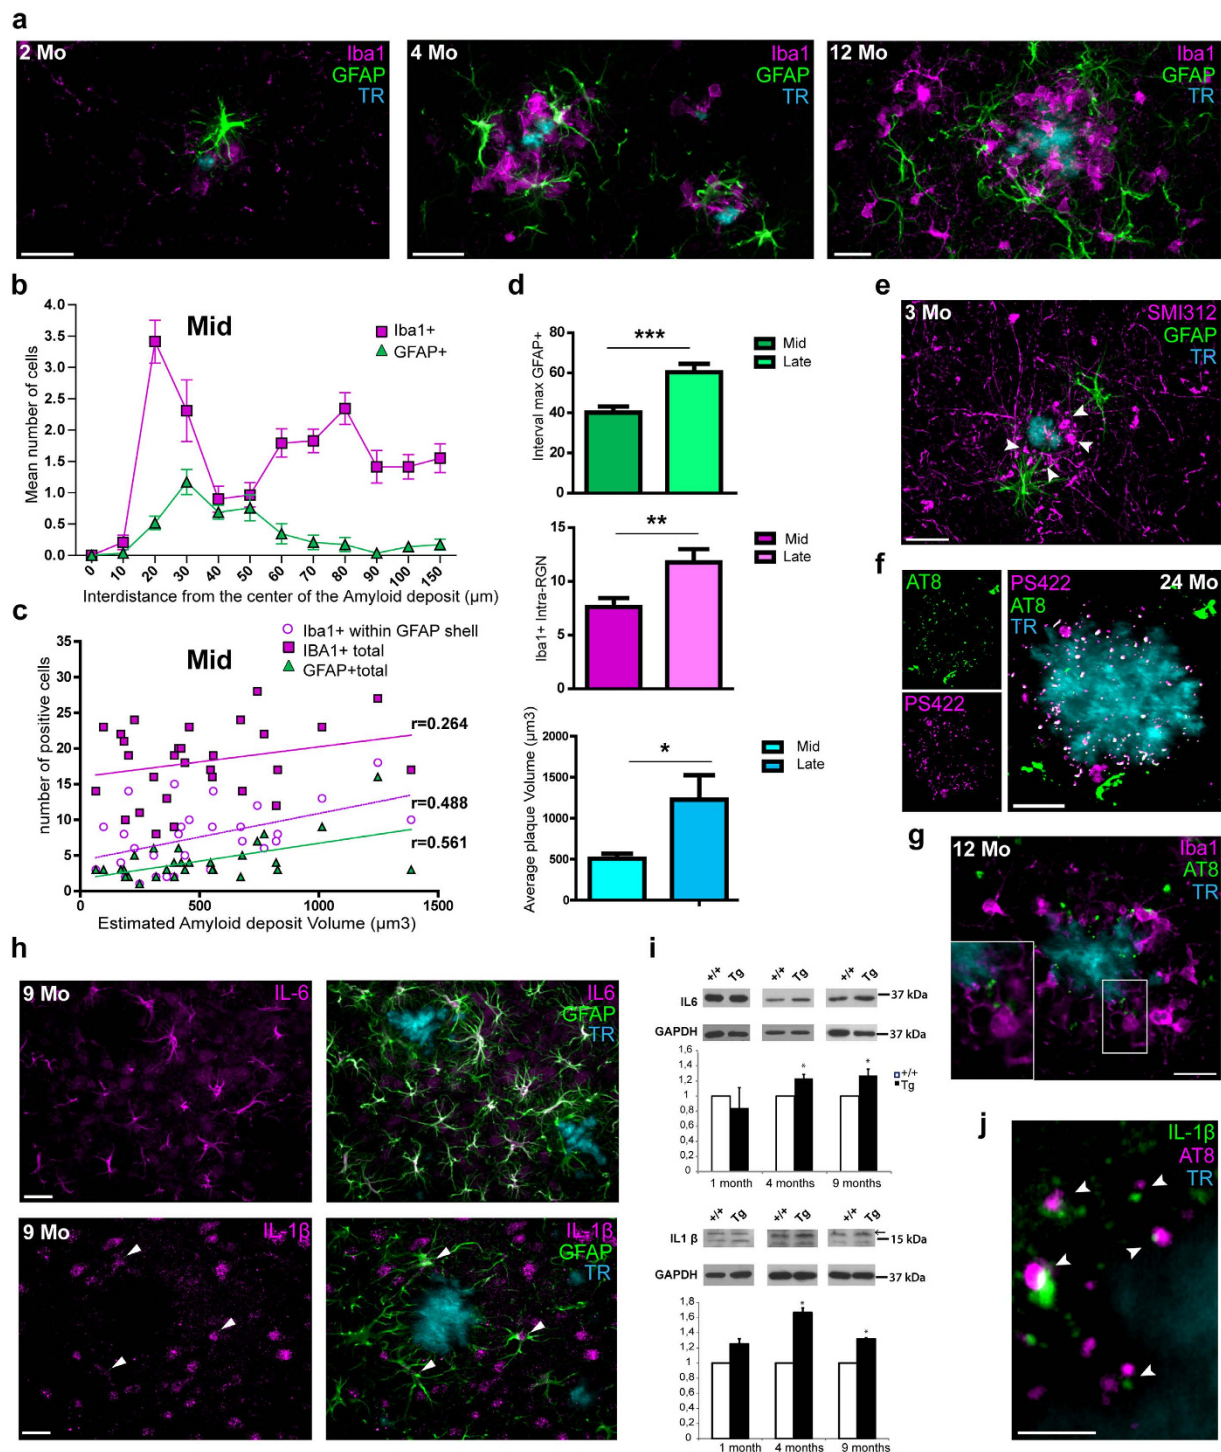 a
2 Mo
Iba1
GFAP
TR
4 Mo
Iba1
GFAP
TR
12 Mo
Iba1
GFAP
TR
b
Mid
Iba1+
GFAP+
Mean number of cells
4.0
3.5
3.0
2.5
2.0
1.5
1.0
0.5
0.0
0 10 20 30 40 50 60 70 80 90 100 150
Interdistance from the center of the Amyloid deposit (µm)
c
Mid
Iba1+ within GFAP shell
IBA1+ total
GFAP+total
number of positive cells
35
30
25
20
15
10
5
0
r=0.264
r=0.488
r=0.561
0 500 1000 1500
Estimated Amyloid deposit Volume (µm3)
d
Interval max GFAP+
80
60
40
20
0
***
Mid
Late
Iba1+ Intra-RGN
15
10
5
0
**
Mid
Late
Average plaque Volume (µm3)
2000
1500
1000
500
0
*
Mid
Late
e
3 Mo
SMI312
GFAP
TR
f
AT8
PS422
PS422
AT8
TR
24 Mo
g
12 Mo
Iba1
AT8
TR
h
9 Mo
IL-6
IL6
GFAP
TR
9 Mo
IL-1β
IL-1β
GFAP
TR
i
+/+ Tg +/+ Tg +/+ Tg
IL6
37 kDa
GAPDH
37 kDa
1,6
1,4
1,2
1
0,8
0,6
0,4
0,2
0
* *
+/+
Tg
1 month 4 months 9 months
+/+ Tg +/+ Tg +/+ Tg
IL1 β
15 kDa
GAPDH
37 kDa
1,8
1,6
1,4
1,2
1
0,8
0,6
0,4
0,2
0
* *
1 month 4 months 9 months
j
IL-1β
AT8
TR